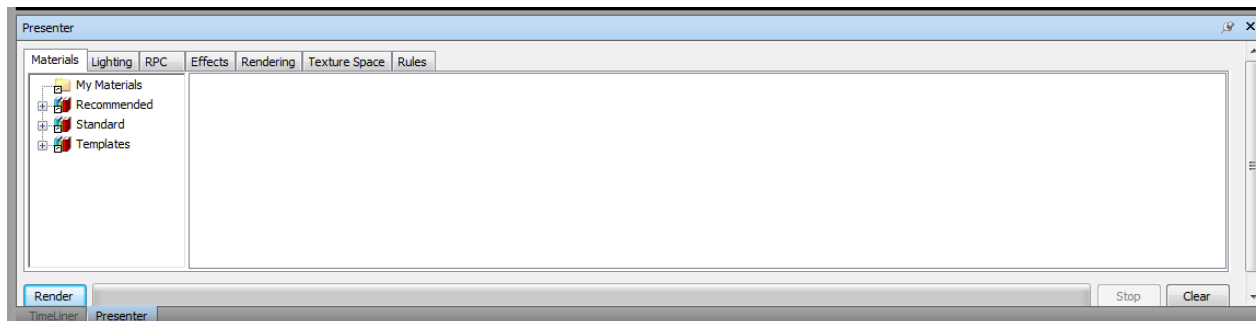 Presenter
Materials Lighting RPC Effects Rendering Texture Space Rules
My Materials
Recommended
Standard
Templates
Render Stop Clear
TimeLiner Presenter